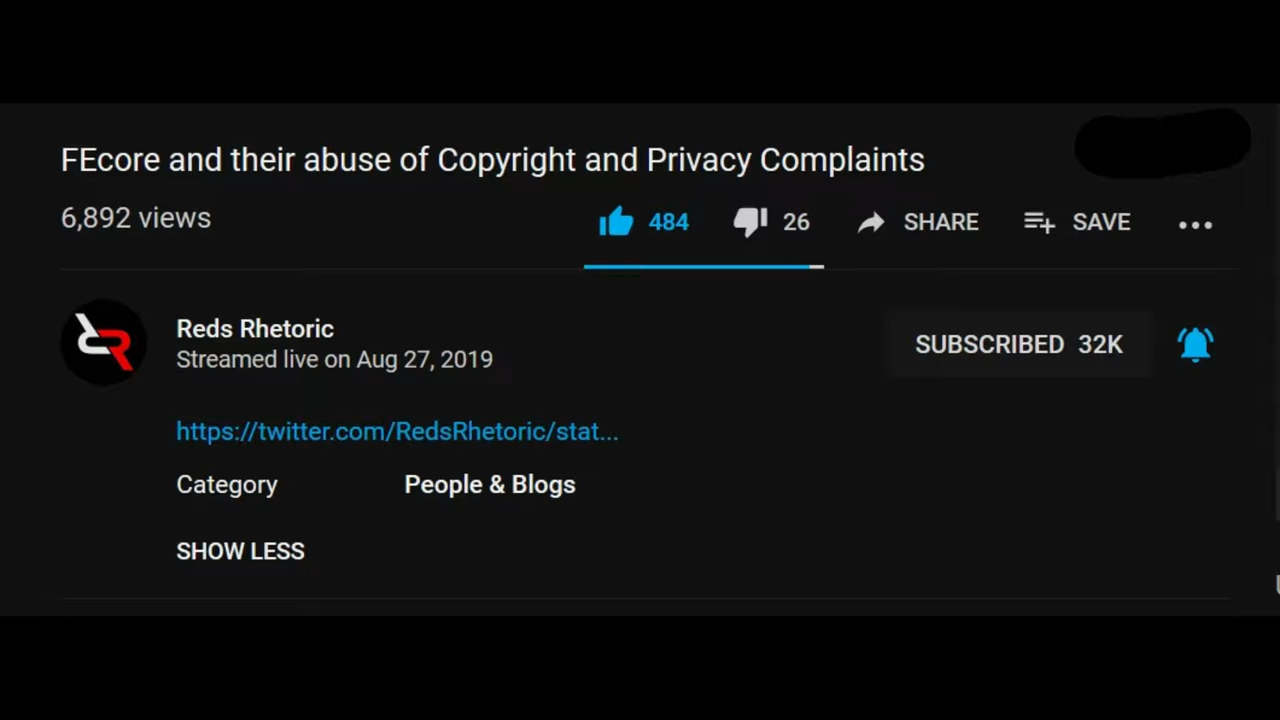 FEcore and their abuse of Copyright and Privacy Complaints
6,892 views
484 26 SHARE SAVE
Reds Rhetoric
Streamed live on Aug 27, 2019
SUBSCRIBED 32K
https://twitter.com/RedsRhetoric/stat...
Category People & Blogs
SHOW LESS